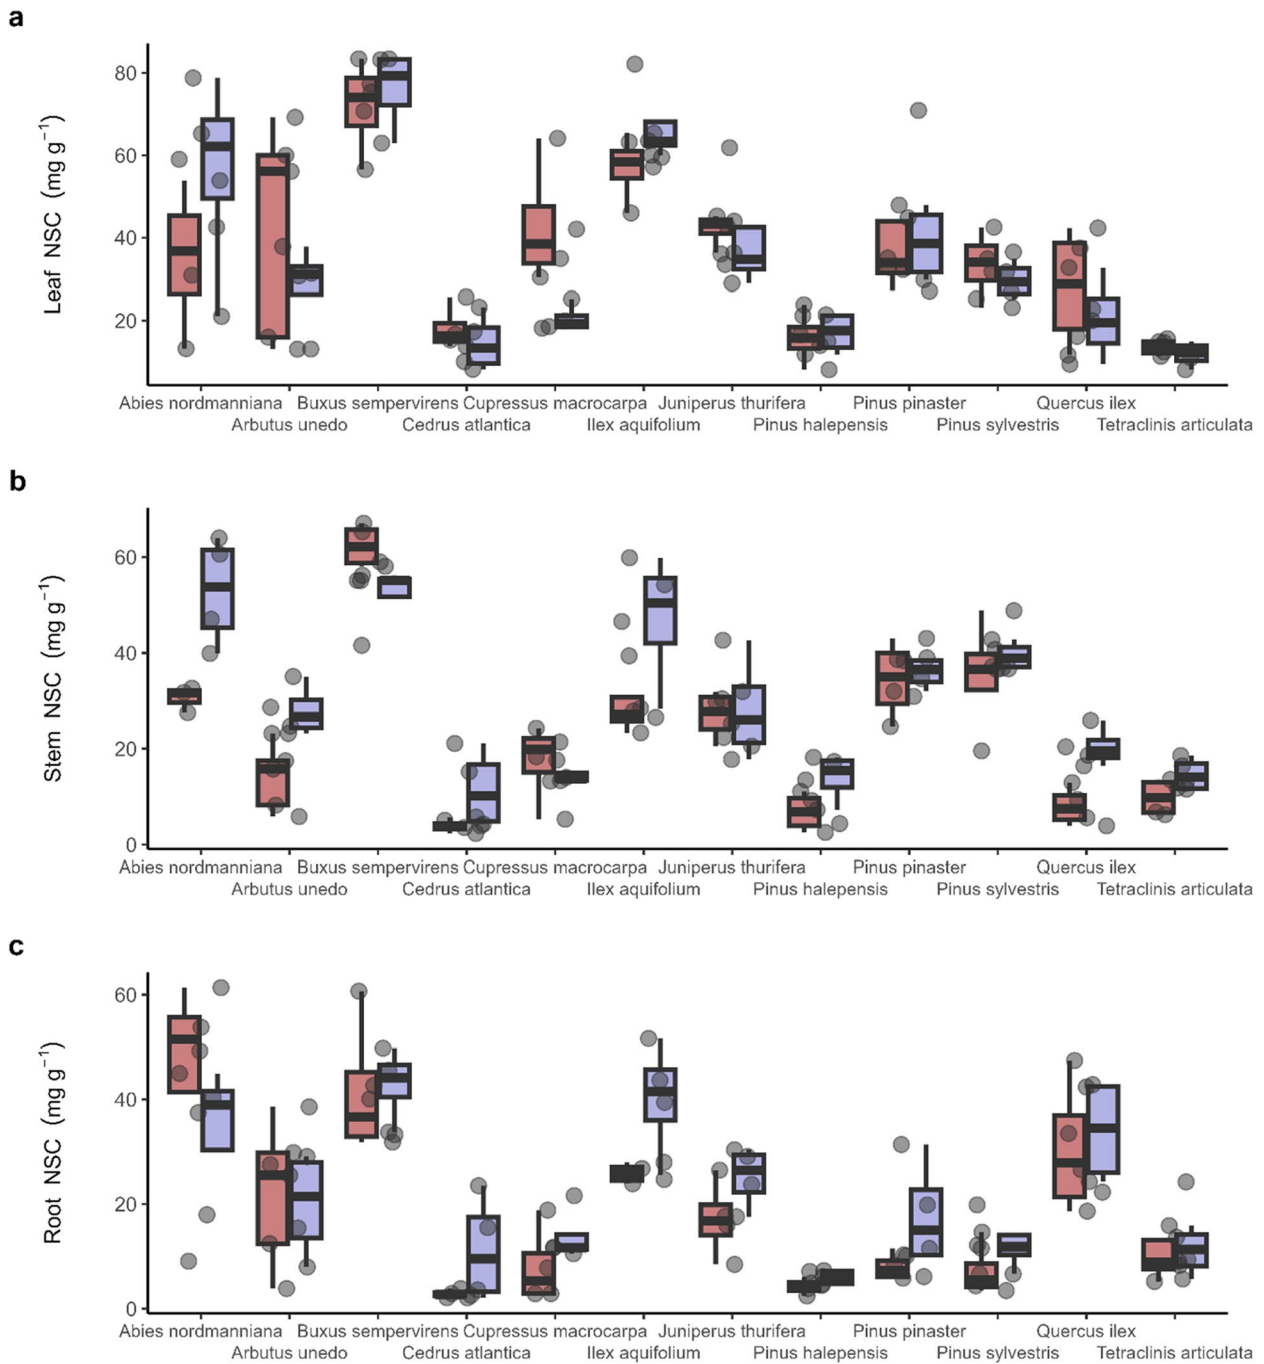 a
Leaf NSC (mg g⁻¹)
80
60
40
20
Abies nordmanniana Buxus sempervirens Cupressus macrocarpa Juniperus thurifera Pinus pinaster Quercus ilex
Arbutus unedo Cedrus atlantica Ilex aquifolium Pinus halepensis Pinus sylvestris Tetraclinis articulata
b
Stem NSC (mg g⁻¹)
60
40
20
0
Abies nordmanniana Buxus sempervirens Cupressus macrocarpa Juniperus thurifera Pinus pinaster Quercus ilex
Arbutus unedo Cedrus atlantica Ilex aquifolium Pinus halepensis Pinus sylvestris Tetraclinis articulata
c
Root NSC (mg g⁻¹)
60
40
20
0
Abies nordmanniana Buxus sempervirens Cupressus macrocarpa Juniperus thurifera Pinus pinaster Quercus ilex
Arbutus unedo Cedrus atlantica Ilex aquifolium Pinus halepensis Pinus sylvestris Tetraclinis articulata